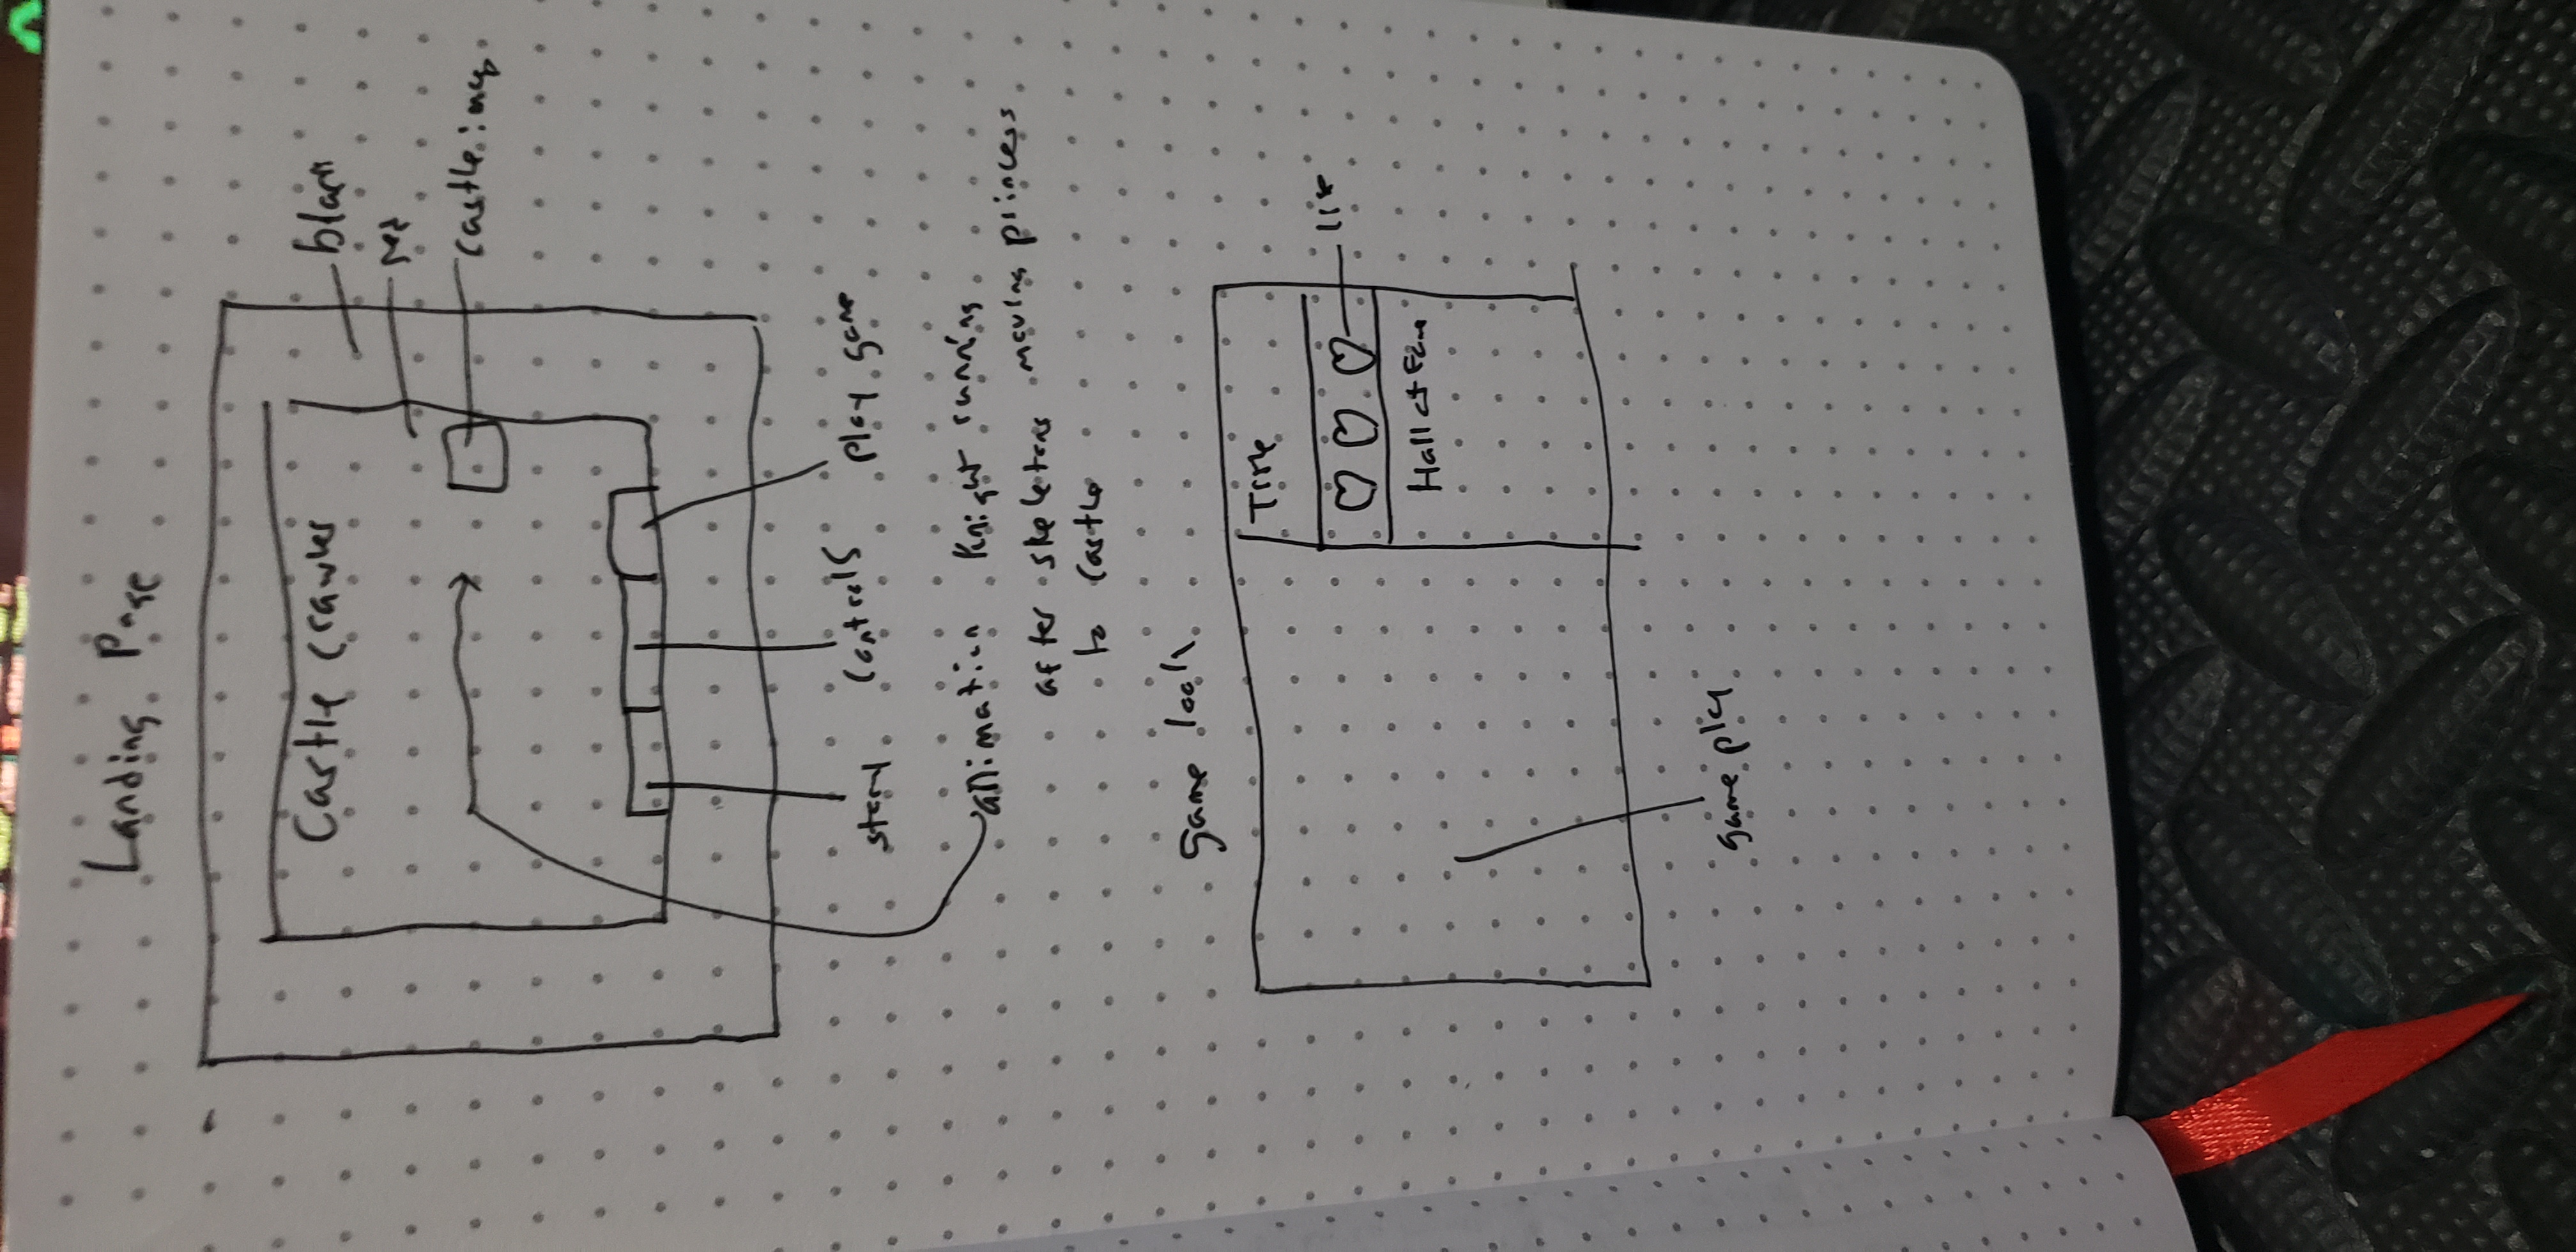 Landing Page
Castle Crawler
black
red
castle img
story
Controls
Play game
animation Knight running
after skeletons moving princess
to castle
game look
Title
life
Hall of Fame
game play